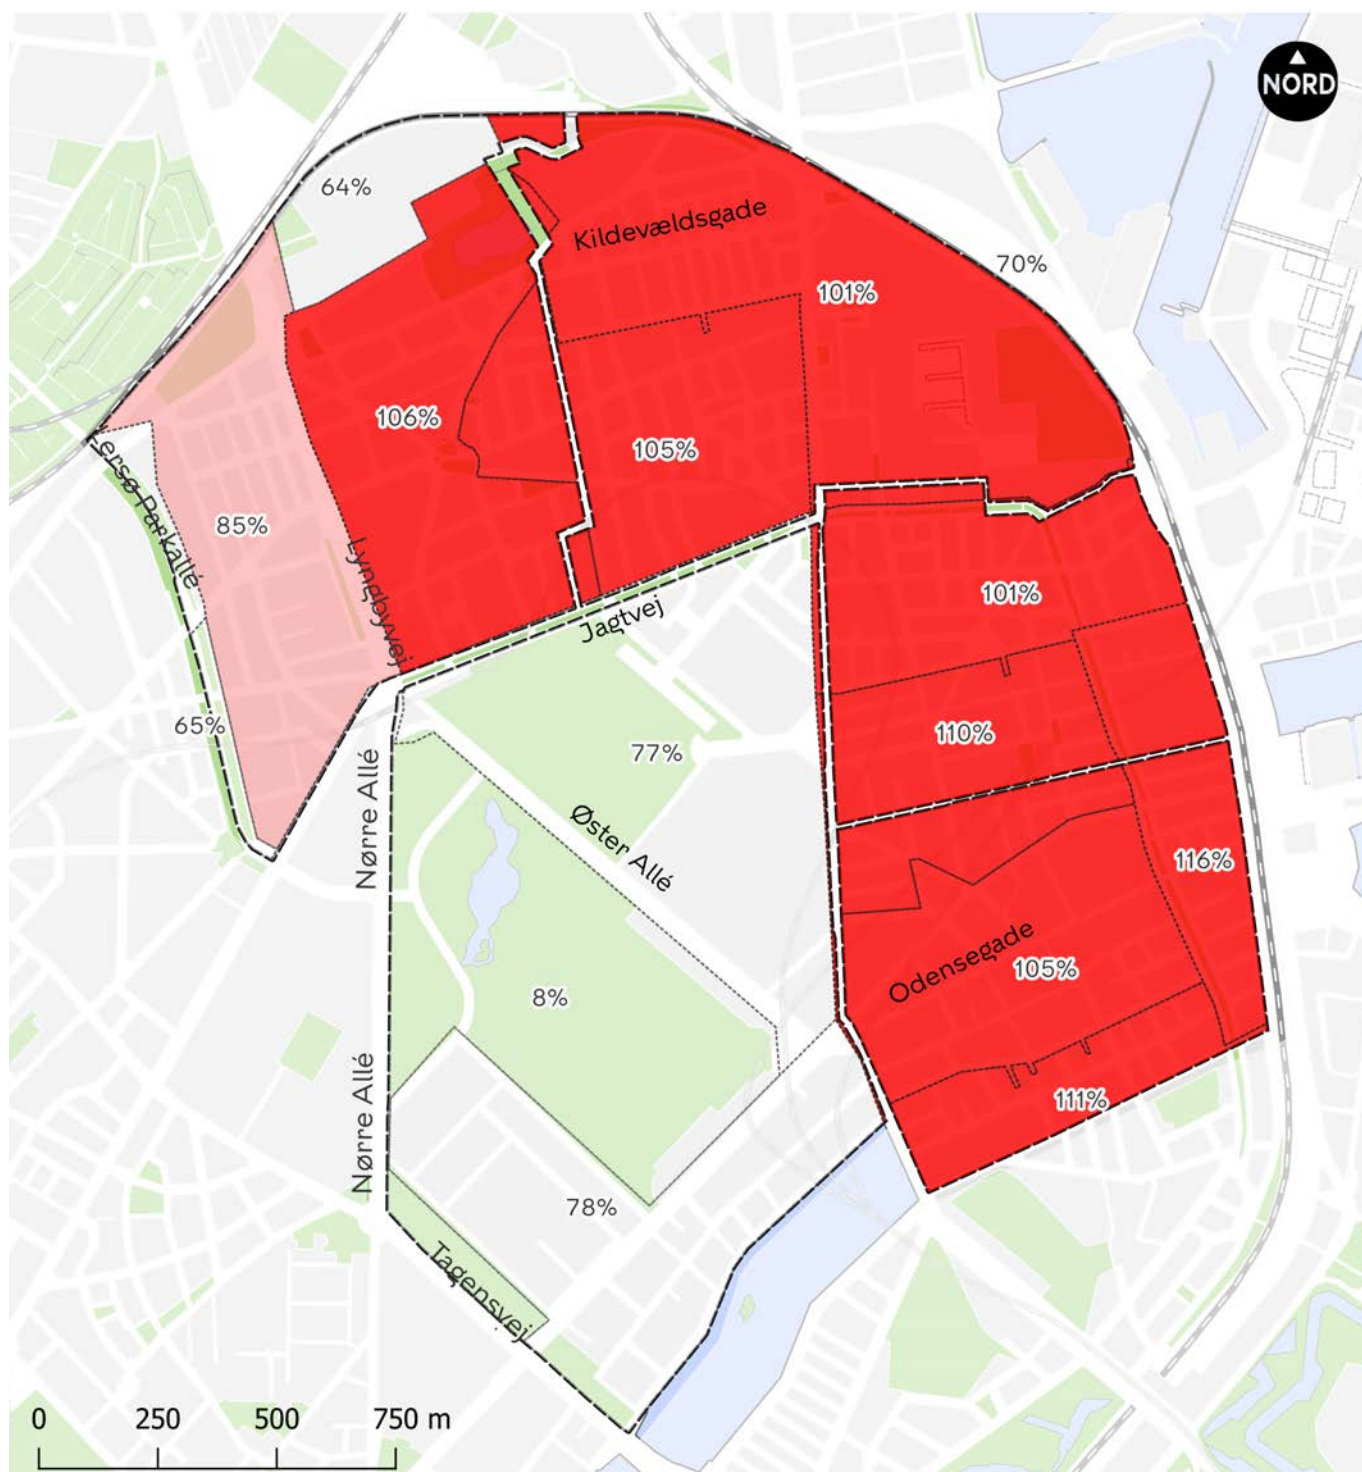 NORD
64%
Kildevældsgade
70%
101%
106%
105%
Lersø Parkallé
85%
Lyngbyvej
101%
Jagtvej
65%
77%
110%
Nørre Allé
Øster Allé
116%
Odensegade
105%
8%
Nørre Allé
111%
78%
Tagensvej
0 250 500 750 m